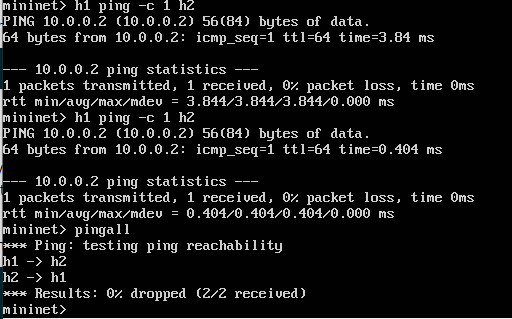 mininet> h1 ping -c 1 h2
PING 10.0.0.2 (10.0.0.2) 56(84) bytes of data.
64 bytes from 10.0.0.2: icmp_seq=1 ttl=64 time=3.84 ms

--- 10.0.0.2 ping statistics ---
1 packets transmitted, 1 received, 0% packet loss, time 0ms
rtt min/avg/max/mdev = 3.844/3.844/3.844/0.000 ms
mininet> h1 ping -c 1 h2
PING 10.0.0.2 (10.0.0.2) 56(84) bytes of data.
64 bytes from 10.0.0.2: icmp_seq=1 ttl=64 time=0.404 ms

--- 10.0.0.2 ping statistics ---
1 packets transmitted, 1 received, 0% packet loss, time 0ms
rtt min/avg/max/mdev = 0.404/0.404/0.404/0.000 ms
mininet> pingall
*** Ping: testing ping reachability
h1 -> h2
h2 -> h1
*** Results: 0% dropped (2/2 received)
mininet>